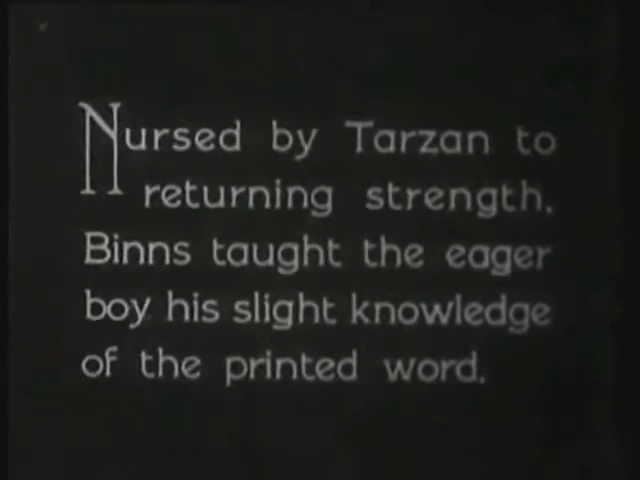 Nursed by Tarzan to
returning strength,
Binns taught the eager
boy his slight knowledge
of the printed word.